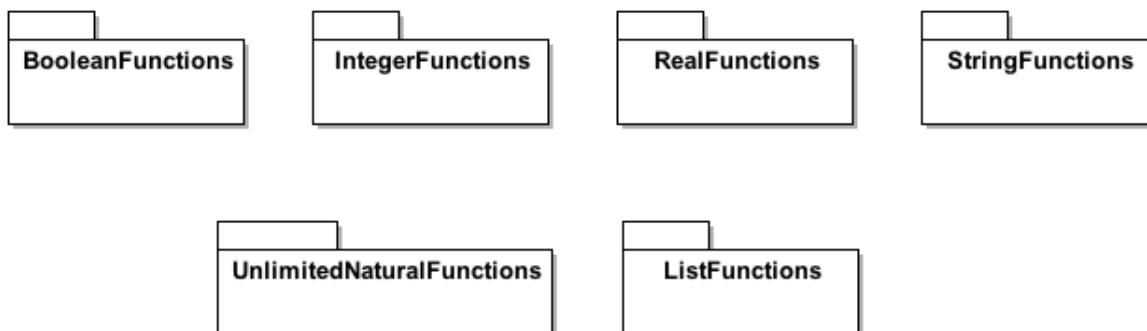 BooleanFunctions
IntegerFunctions
RealFunctions
StringFunctions
UnlimitedNaturalFunctions
ListFunctions